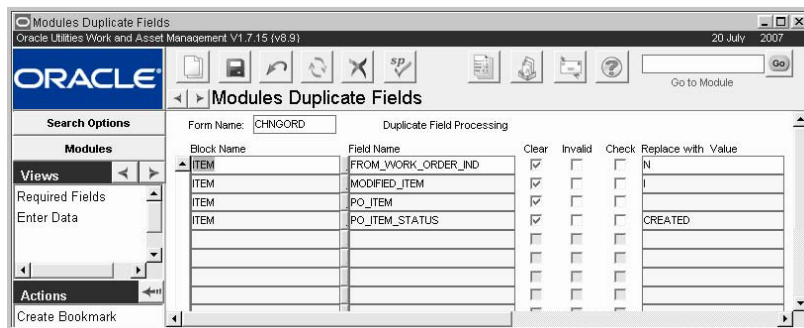 Modules Duplicate Fields
Oracle Utilities Work and Asset Management V1.7.15 (v8.9} 20 July 2007
ORACLE
sp
Go
Go to Module
Modules Duplicate Fields
Search Options
Form Name: CHNGORD Duplicate Field Processing
Modules
Block Name Field Name Clear Invalid Check Replace with Value
Views
ITEM FROM_WORK_ORDER_IND N
Required Fields
ITEM MODIFIED_ITEM I
Enter Data
ITEM PO_ITEM
ITEM PO_ITEM_STATUS CREATED
Actions
Create Bookmark